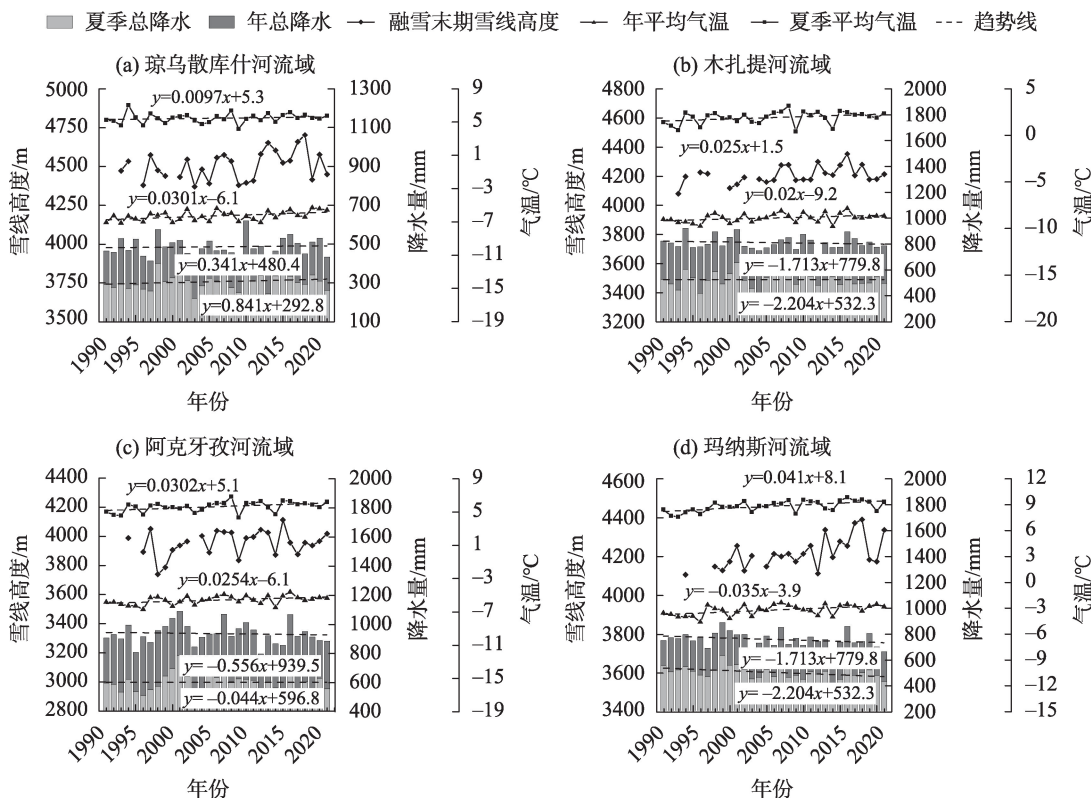 夏季总降水 年总降水 融雪末期雪线高度 年平均气温 夏季平均气温 趋势线
(a) 琼乌散库什河流域
5000
4750
4500
4250
4000
3750
3500
雪线高度/m
y=0.0097x+5.3
y=0.0301x−6.1
y=0.341x+480.4
y=0.841x+292.8
1300
1100
900
700
500
300
100
降水量/mm
9
5
1
−3
−7
−11
−15
−19
气温/℃
1990 1995 2000 2005 2010 2015 2020
年份
(b) 木扎提河流域
4800
4600
4400
4200
4000
3800
3600
3400
3200
雪线高度/m
y=0.025x+1.5
y=0.02x−9.2
y= −1.713x+779.8
y= −2.204x+532.3
2000
1800
1600
1400
1200
1000
800
600
400
200
降水量/mm
5
0
−5
−10
−15
−20
气温/℃
1990 1995 2000 2005 2010 2015 2020
年份
(c) 阿克牙孜河流域
4400
4200
4000
3800
3600
3400
3200
3000
2800
雪线高度/m
y=0.0302x+5.1
y=0.0254x−6.1
y= −0.556x+939.5
y= −0.044x+596.8
2000
1800
1600
1400
1200
1000
800
600
400
降水量/mm
9
5
1
−3
−7
−11
−15
−19
气温/℃
1990 1995 2000 2005 2010 2015 2020
年份
(d) 玛纳斯河流域
4600
4400
4200
4000
3800
3600
3400
雪线高度/m
y=0.041x+8.1
y= −0.035x−3.9
y= −1.713x+779.8
y= −2.204x+532.3
2000
1800
1600
1400
1200
1000
800
600
400
200
降水量/mm
12
9
6
3
0
−3
−6
−9
−12
−15
气温/℃
1990 1995 2000 2005 2010 2015 2020
年份